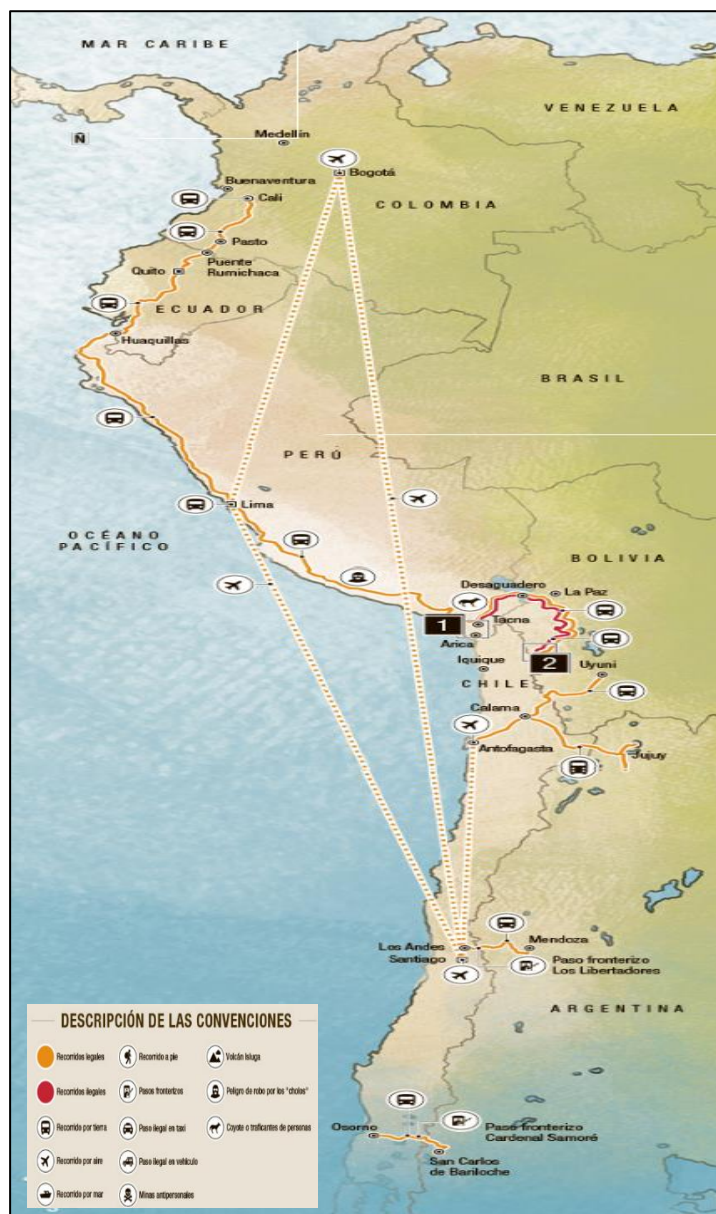 MAR CARIBE
VENEZUELA
Ñ
Medellín
Bogotá
Buenaventura
Cali
COLOMBIA
Pasto
Puente
Rumichaca
Quito
ECUADOR
Huaquillas
BRASIL
PERÚ
Lima
OCÉANO
PACÍFICO
BOLIVIA
Desaguadero
La Paz
1
Tacna
Arica
2
Iquique
Uyuni
CHILE
Calama
Antofagasta
Jujuy
Los Andes
Mendoza
Santiago
Paso fronterizo
Los Libertadores
ARGENTINA
DESCRIPCIÓN DE LAS CONVENCIONES
Recorridos legales
Recorrido a pie
Volcán Isluga
Recorridos ilegales
Pasos fronterizos
Peligro de robo por los "cholos"
Recorrido por tierra
Paso ilegal en taxi
Coyote o traficantes de personas
Recorrido por aire
Paso ilegal en vehículo
Recorrido por mar
Minas antipersonales
Osorno
Paso fronterizo
Cardenal Samoré
San Carlos
de Bariloche